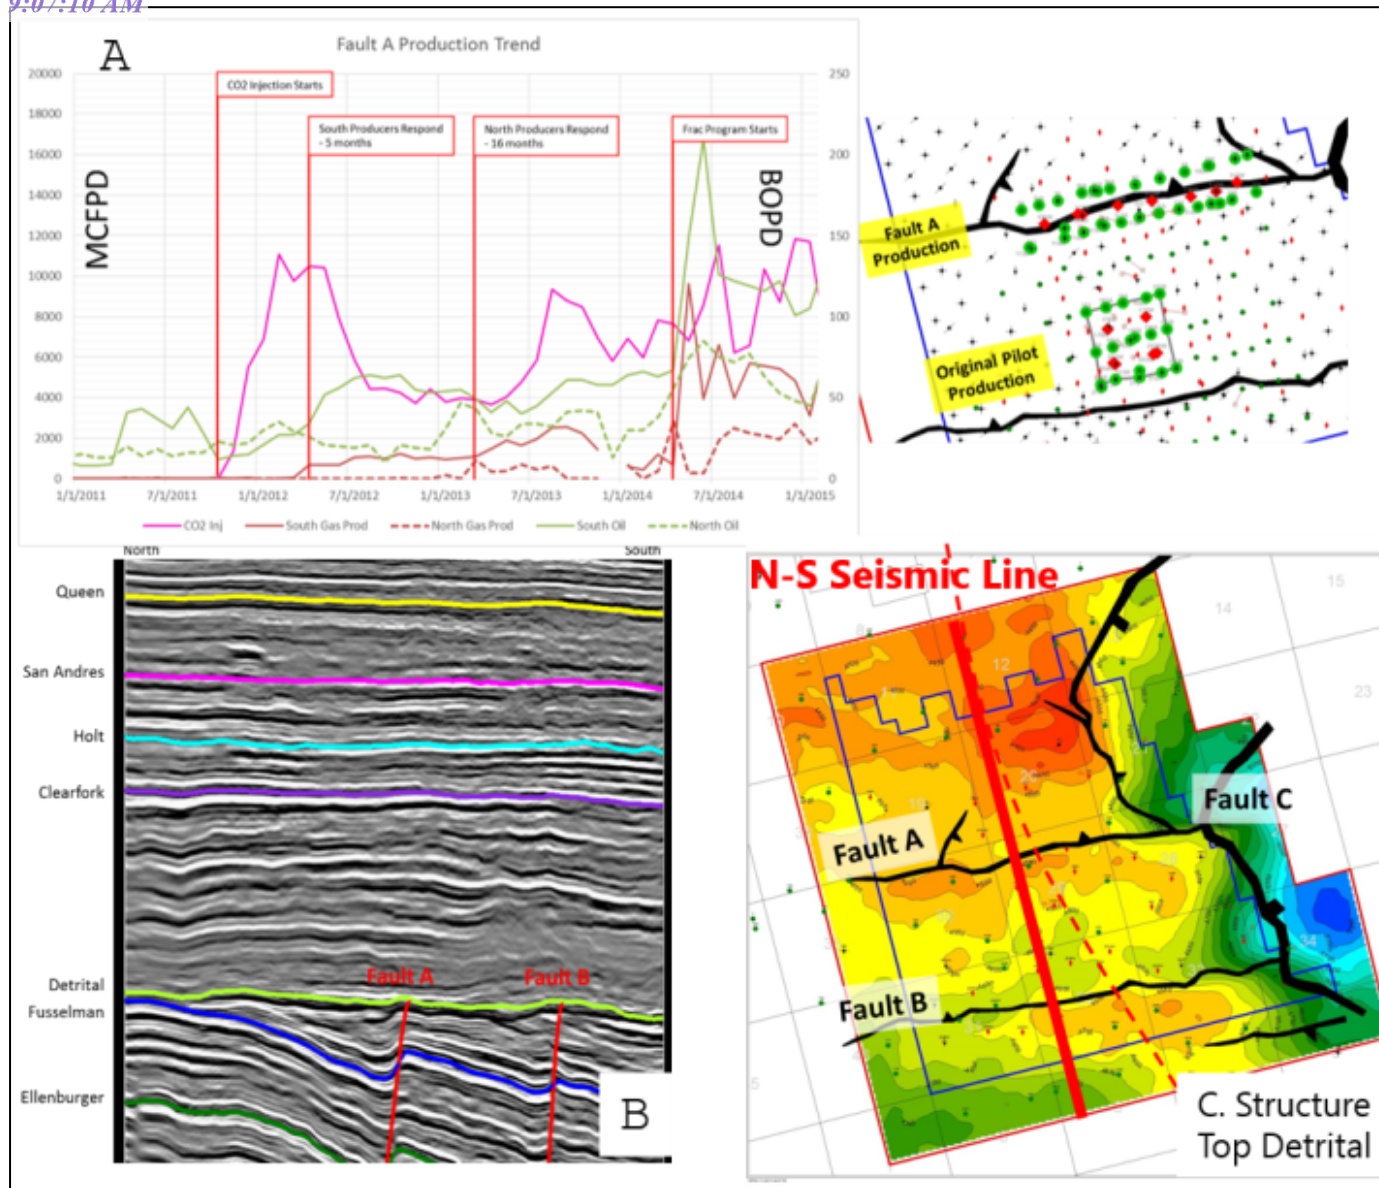 9:07:10 AM
A
Fault A Production Trend
20000
18000
16000
14000
12000
10000
8000
6000
4000
2000
0
MCFPD
CO2 Injection Starts
South Producers Respond
- 5 months
North Producers Respond
- 16 months
Frac Program Starts
250
200
150
100
50
0
BOPD
1/1/2011
7/1/2011
1/1/2012
7/1/2012
1/1/2013
7/1/2013
1/1/2014
7/1/2014
1/1/2015
CO2 Inj
South Gas Prod
North Gas Prod
South Oil
North Oil
Fault A
Production
Original Pilot
Production
North
South
Queen
San Andres
Holt
Clearfork
Detrital
Fusselman
Ellenburger
Fault A
Fault B
B
N-S Seismic Line
15
14
12
23
Fault C
Fault A
Fault B
34
C. Structure
Top Detrital